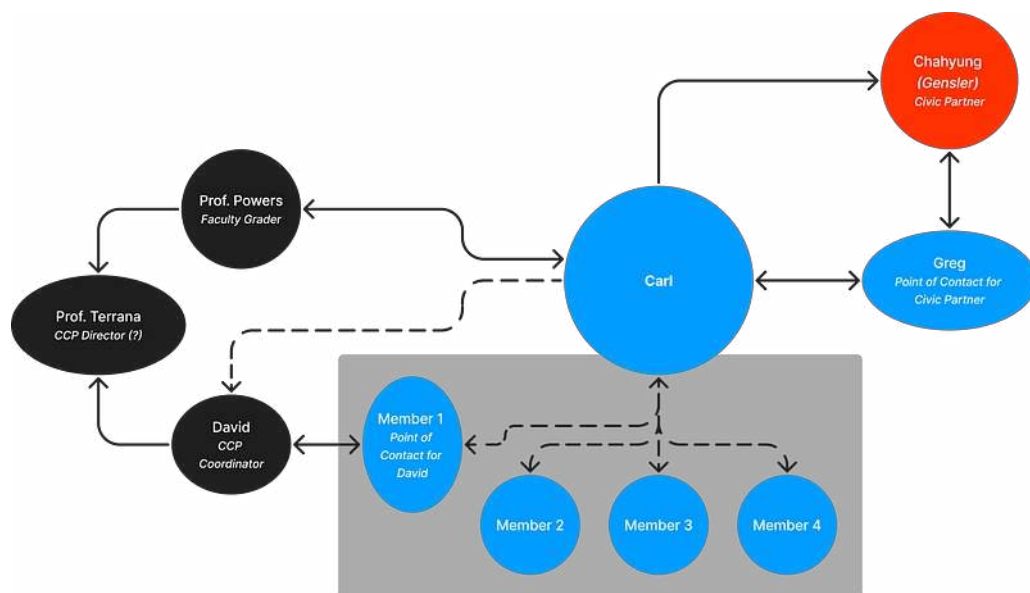 Chahyung
(Gensler)
Civic Partner
Prof. Powers
Faculty Grader
Greg
Point of Contact for
Civic Partner
Carl
Prof. Terrana
CCP Director (?)
Member 1
Point of
Contact for
David
David
CCP
Coordinator
Member 2
Member 3
Member 4